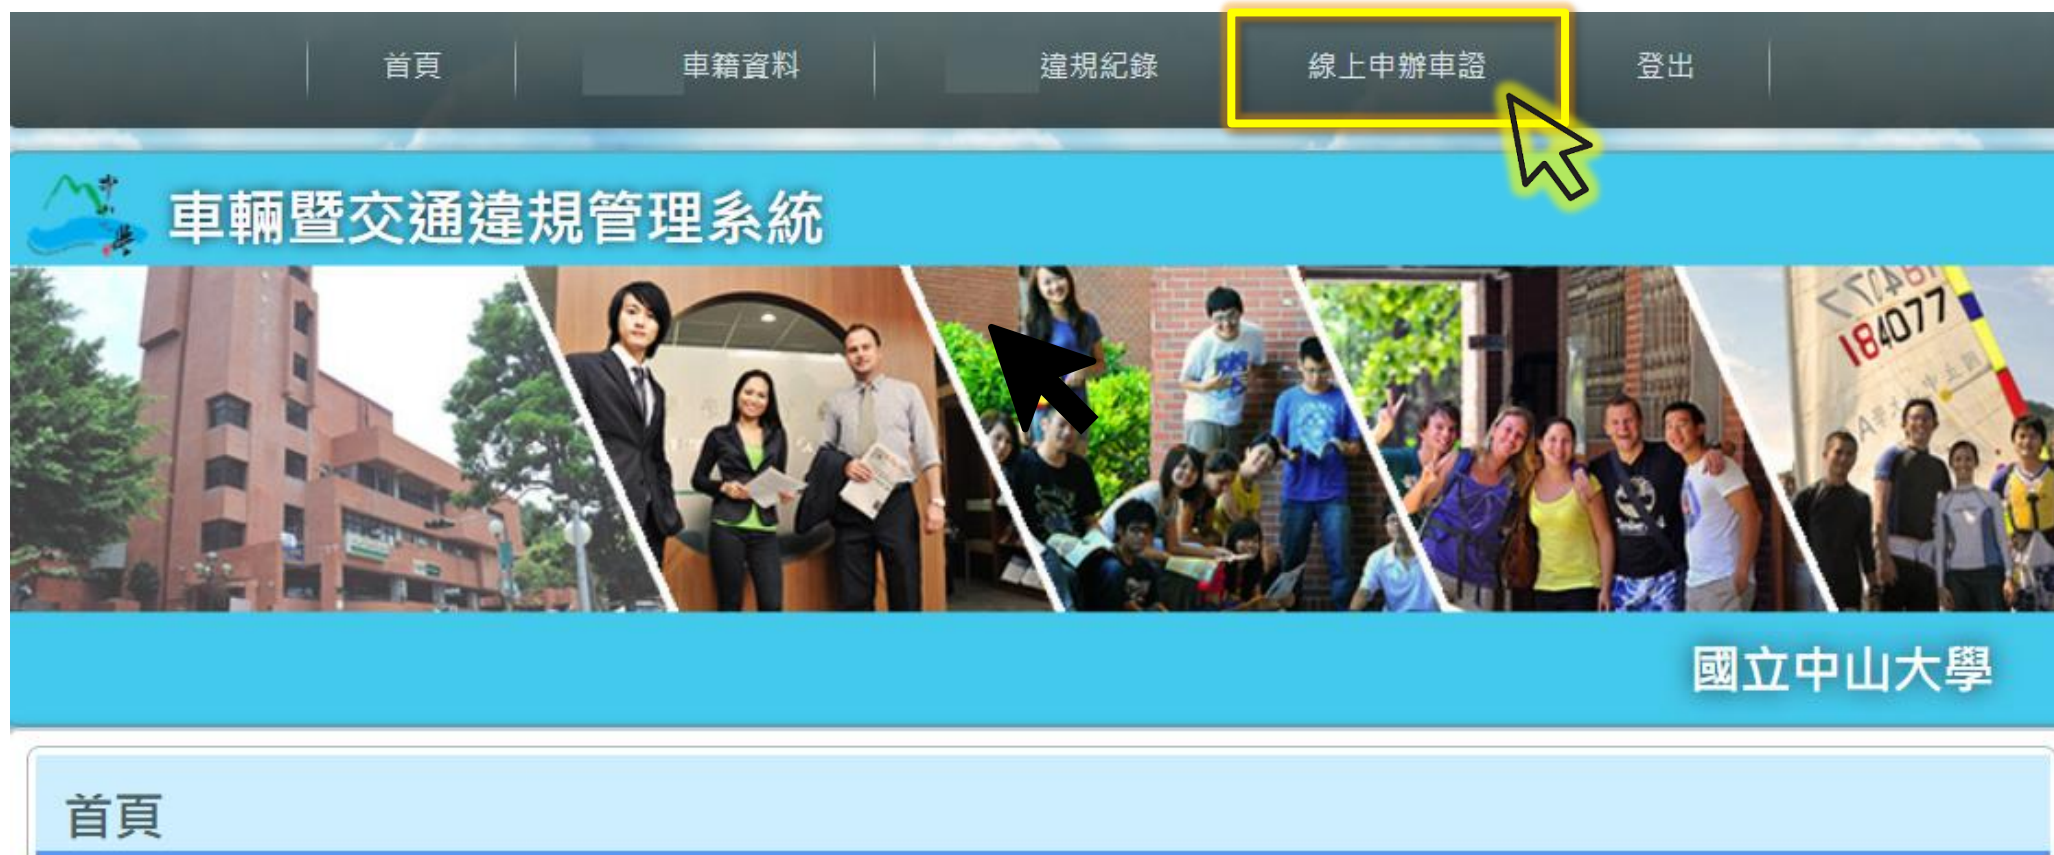 首頁 車籍資料 違規紀錄 線上申辦車證 登出
車輛暨交通違規管理系統
184077
國立中山大學
首頁